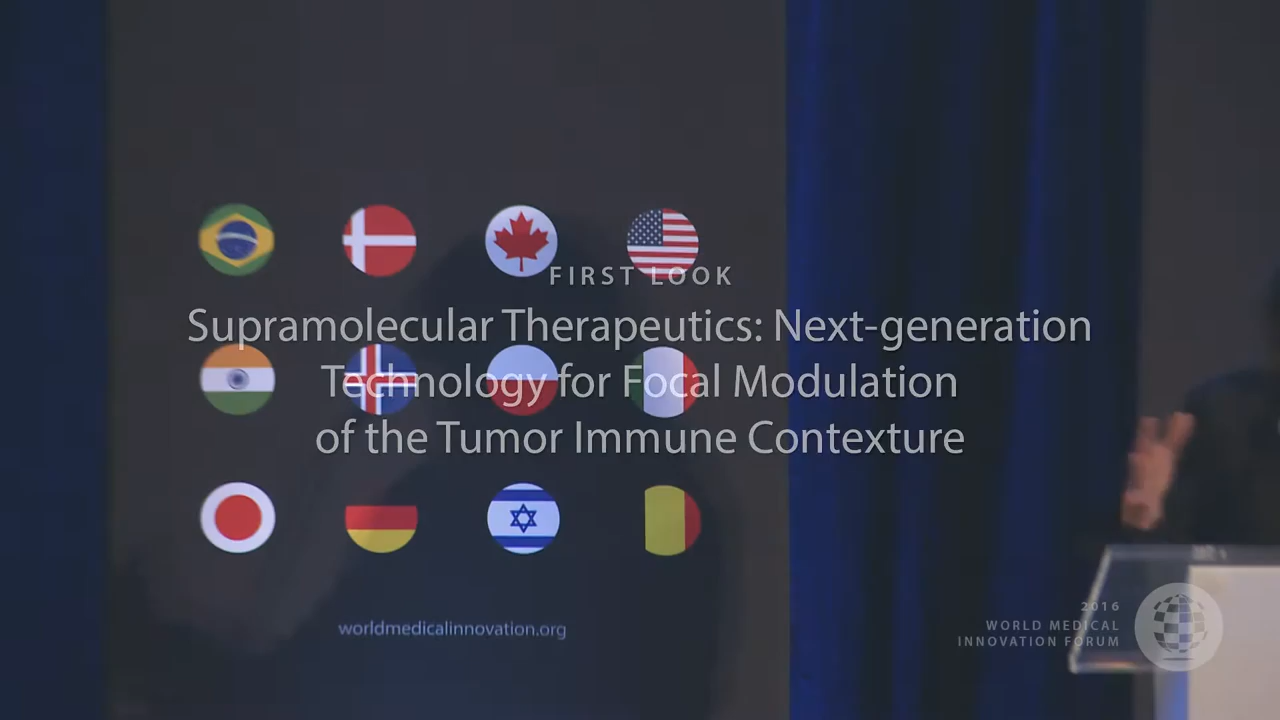 FIRST LOOK
Supramolecular Therapeutics: Next-generation
Technology for Focal Modulation
of the Tumor Immune Contexture
worldmedicalinnovation.org
2016
WORLD MEDICAL
INNOVATION FORUM